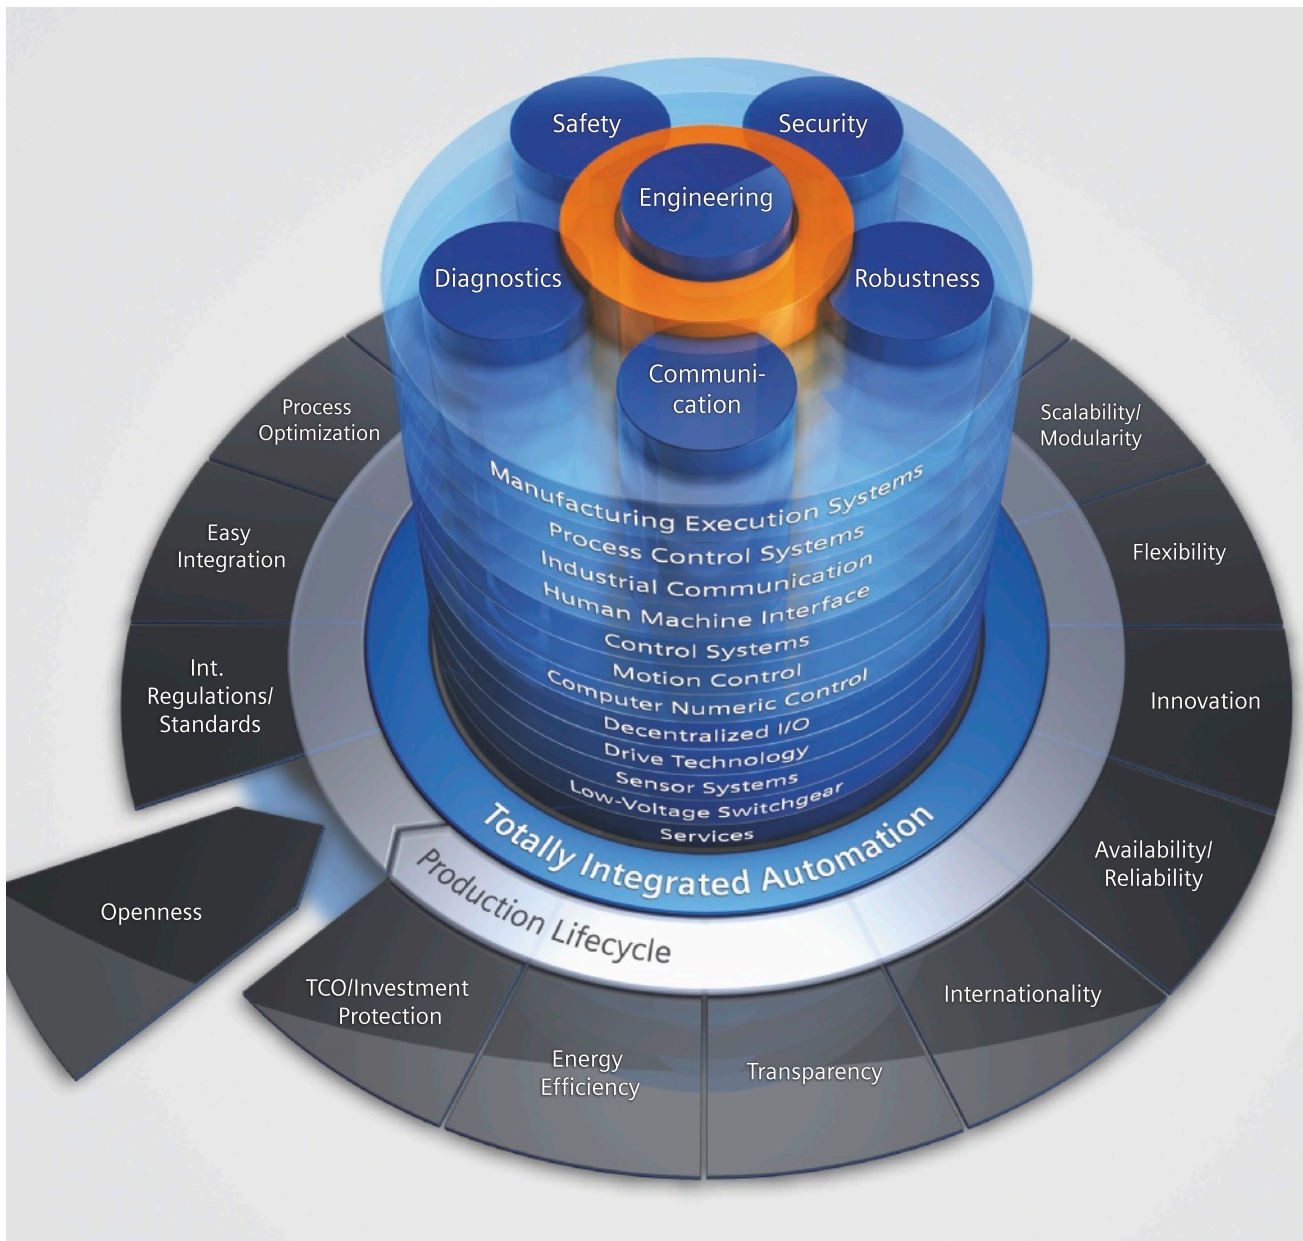 Safety
Security
Engineering
Diagnostics
Robustness
Communi-
cation
Process
Optimization
Scalability/
Modularity
Manufacturing Execution Systems
Process Control Systems
Industrial Communication
Human Machine Interface
Control Systems
Motion Control
Computer Numeric Control
Decentralized I/O
Drive Technology
Sensor Systems
Low-Voltage Switchgear
Services
Easy
Integration
Flexibility
Int.
Regulations/
Standards
Innovation
Totally Integrated Automation
Production Lifecycle
Availability/
Reliability
Openness
TCO/Investment
Protection
Internationality
Energy
Efficiency
Transparency